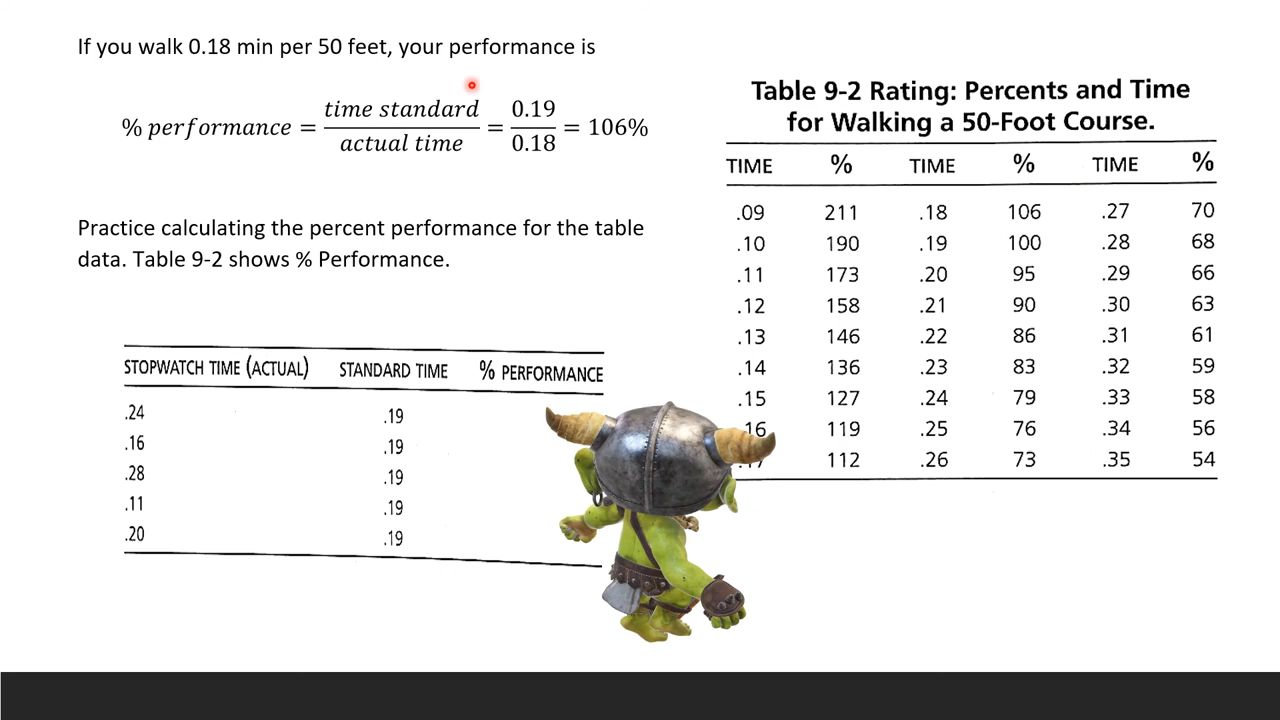 If you walk 0.18 min per 50 feet, your performance is
% performance = time standard / actual time = 0.19 / 0.18 = 106%
Practice calculating the percent performance for the table
data. Table 9-2 shows % Performance.
STOPWATCH TIME (ACTUAL) STANDARD TIME % PERFORMANCE
.24 .19
.16 .19
.28 .19
.11 .19
.20 .19
Table 9-2 Rating: Percents and Time
for Walking a 50-Foot Course.
TIME % TIME % TIME %
.09 211 .18 106 .27 70
.10 190 .19 100 .28 68
.11 173 .20 95 .29 66
.12 158 .21 90 .30 63
.13 146 .22 86 .31 61
.14 136 .23 83 .32 59
.15 127 .24 79 .33 58
16 119 .25 76 .34 56
112 .26 73 .35 54